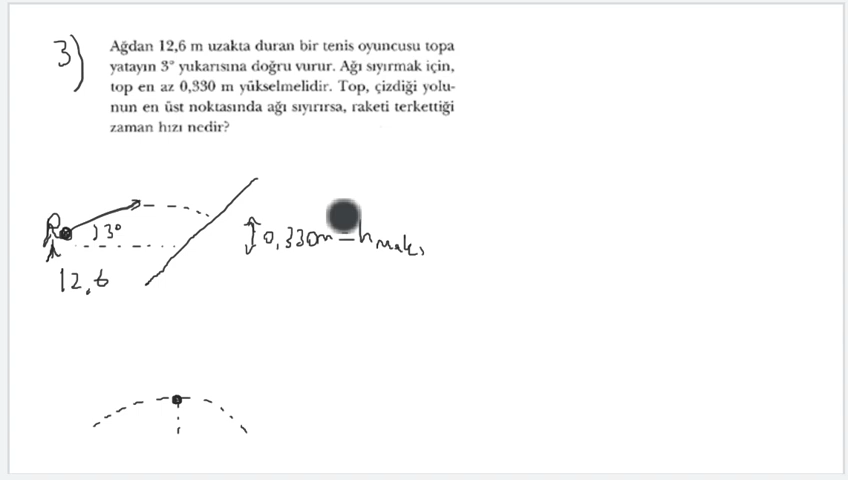 3)
Ağdan 12,6 m uzakta duran bir tenis oyuncusu topa
yatayın 3° yukarısına doğru vurur. Ağı sıyırmak için,
top en az 0,330 m yükselmelidir. Top, çizdiği yolu-
nun en üst noktasında ağı sıyırırsa, raketi terkettiği
zaman hızı nedir?
3°
0,330m = hmaks
12,6